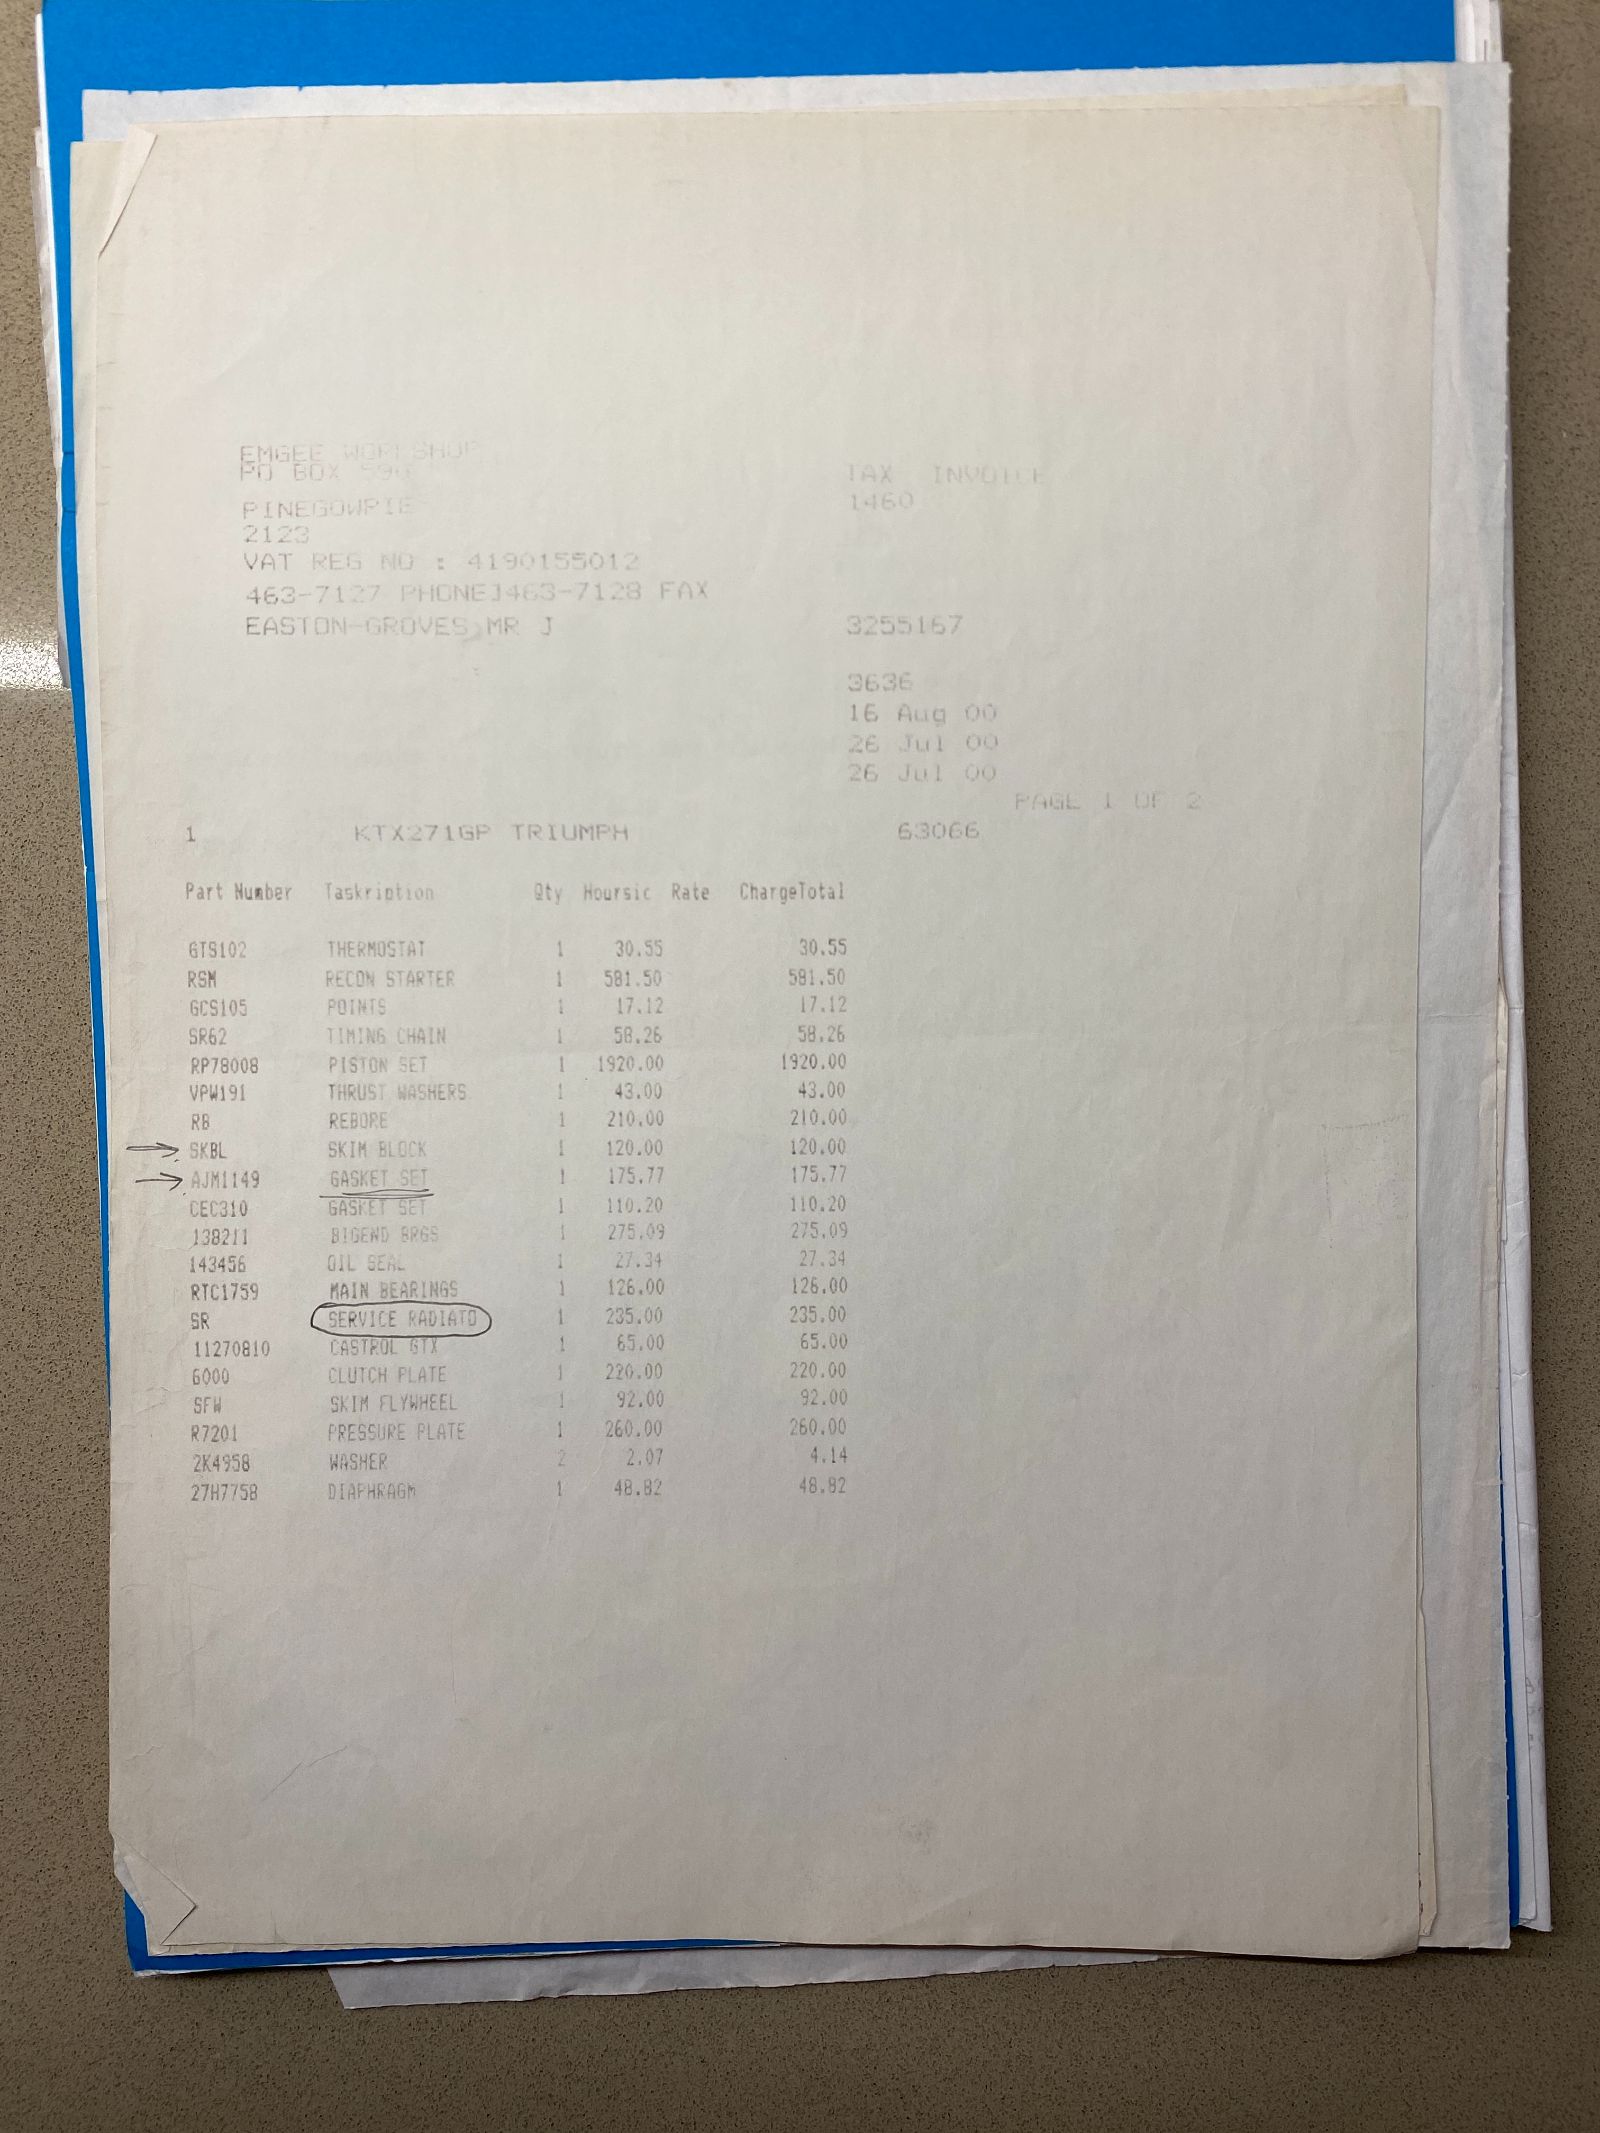 EMGEE WORKSHOP
PO BOX 590
TAX INVOICE
PINEGOWRIE
1460
2123
VAT REG NO : 4190155012
463-7127 PHONE]463-7128 FAX
EASTON-GROVES,MR J 3255167
3636
16 Aug 00
26 Jul 00
26 Jul 00
PAGE 1 OF 2
1 KTX271GP TRIUMPH 63066
Part Number Taskription Qty Hoursic Rate ChargeTotal
GTS102 THERMOSTAT 1 30.55 30.55
RSM RECON STARTER 1 581.50 581.50
GCS105 POINTS 1 17.12 17.12
SR62 TIMING CHAIN 1 58.26 58.26
RP78008 PISTON SET 1 1920.00 1920.00
VPW191 THRUST WASHERS 1 43.00 43.00
RB REBORE 1 210.00 210.00
SKBL SKIM BLOCK 1 120.00 120.00
AJM1149 GASKET SET 1 175.77 175.77
CEC310 GASKET SET 1 110.20 110.20
138211 BIGEND BRGS 1 275.09 275.09
143456 OIL SEAL 1 27.34 27.34
RTC1759 MAIN BEARINGS 1 126.00 126.00
SR SERVICE RADIATO 1 235.00 235.00
11270810 CASTROL GTX 1 65.00 65.00
6000 CLUTCH PLATE 1 220.00 220.00
SFW SKIM FLYWHEEL 1 92.00 92.00
R7201 PRESSURE PLATE 1 260.00 260.00
2K4958 WASHER 2 2.07 4.14
27H7758 DIAPHRAGM 1 48.82 48.82